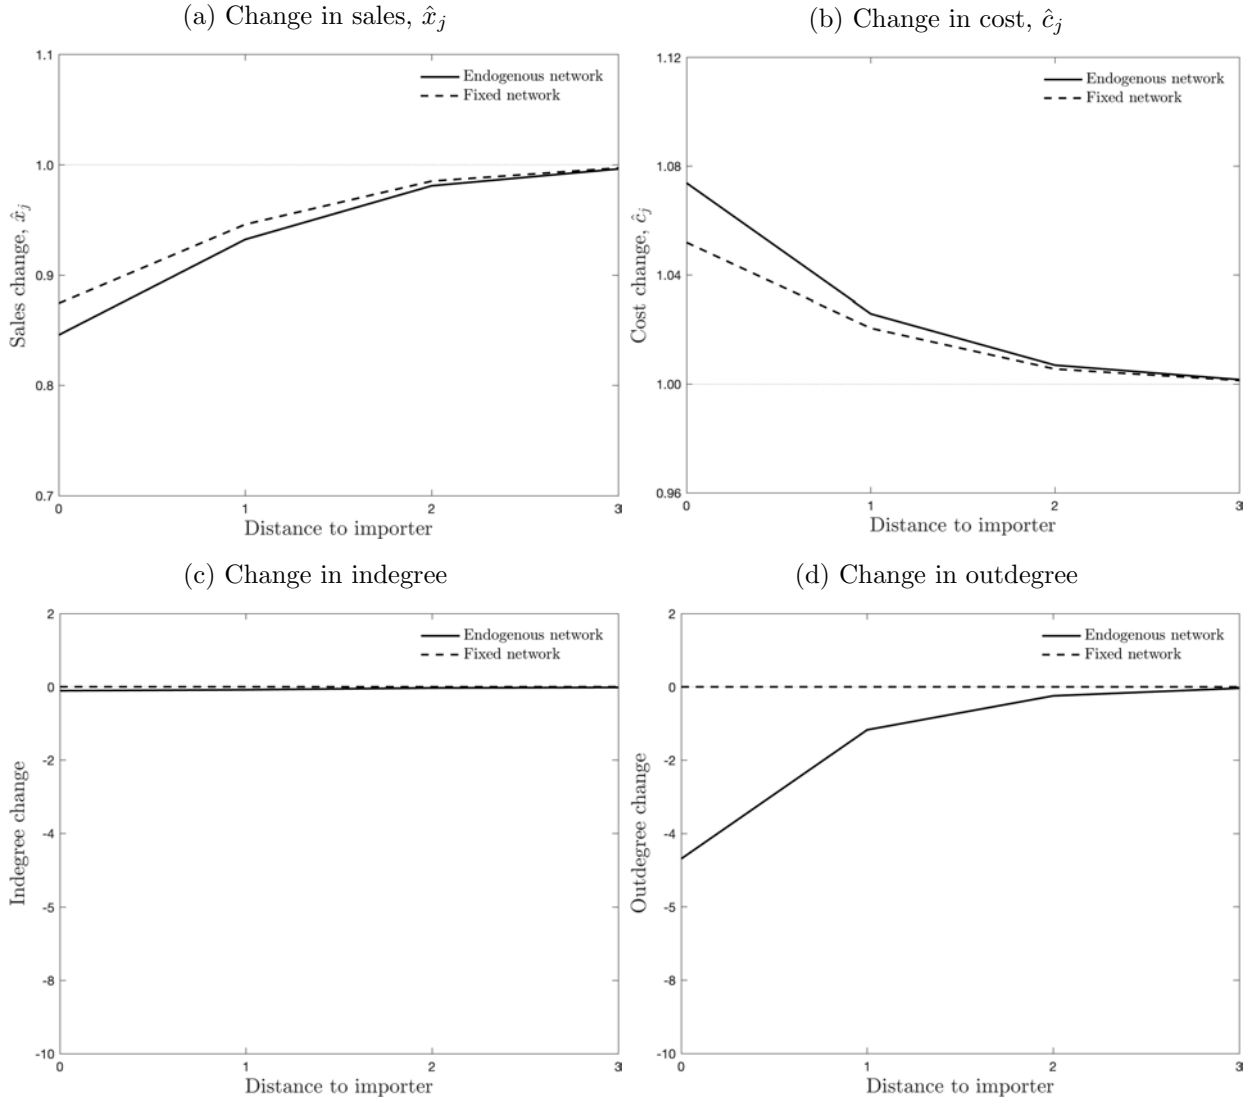 (a) Change in sales, x̂_j
1.1
1.0
0.9
0.8
0.7
Sales change, x̂_j
Endogenous network
Fixed network
0 1 2 3
Distance to importer
(b) Change in cost, ĉ_j
1.12
1.08
1.04
1.00
0.96
Cost change, ĉ_j
Endogenous network
Fixed network
0 1 2 3
Distance to importer
(c) Change in indegree
2
0
-2
-4
-5
-8
-10
Indegree change
Endogenous network
Fixed network
0 1 2 3
Distance to importer
(d) Change in outdegree
2
0
-2
-4
-5
-8
-10
Outdegree change
Endogenous network
Fixed network
0 1 2 3
Distance to importer